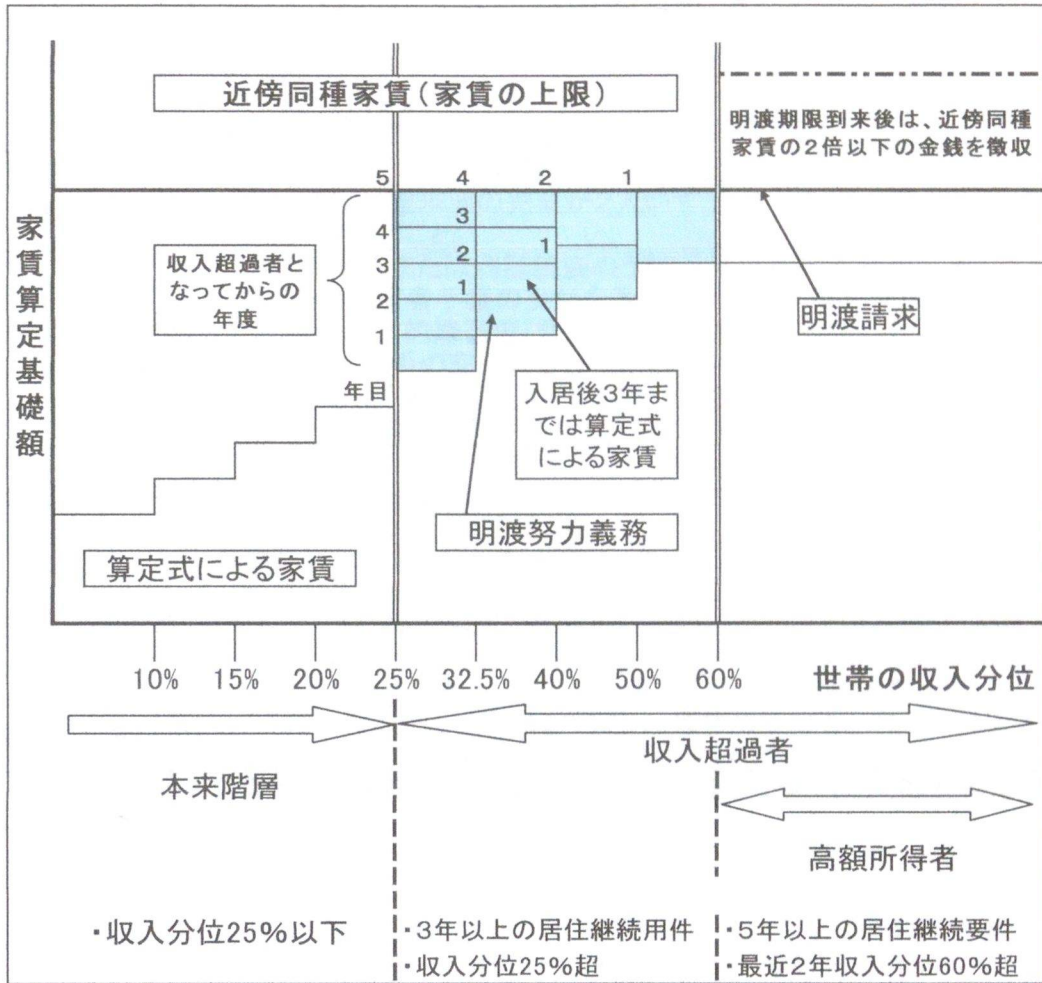 近傍同種家賃（家賃の上限）
明渡期限到来後は、近傍同種
家賃の2倍以下の金銭を徴収
5
4
2
1
家賃算定基礎額
収入超過者と
なってからの
年度
4
3
2
1
年目
3
2
1
1
明渡請求
入居後3年ま
では算定式
による家賃
明渡努力義務
算定式による家賃
10%
15%
20%
25%
32.5%
40%
50%
60%
世帯の収入分位
収入超過者
本来階層
高額所得者
・収入分位25%以下
・3年以上の居住継続用件
・収入分位25%超
・5年以上の居住継続要件
・最近2年収入分位60%超